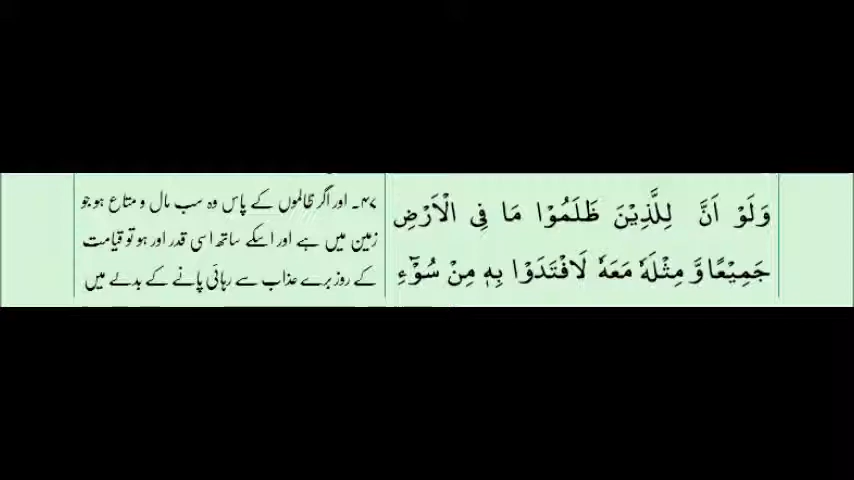 وَلَوْ اَنَّ لِلَّذِيْنَ ظَلَمُوْا مَا فِى الْاَرْضِ
جَمِيْعًا وَّ مِثْلَهٗ مَعَهٗ لَافْتَدَوْا بِهٖ مِنْ سُوْٓءِ
۴۷۔ اور اگر ظالموں کے پاس وہ سب مال و متاع ہو جو
زمین میں ہے اور اسکے ساتھ اسی قدر اور ہو تو قیامت
کے روز برے عذاب سے رہائی پانے کے بدلے میں